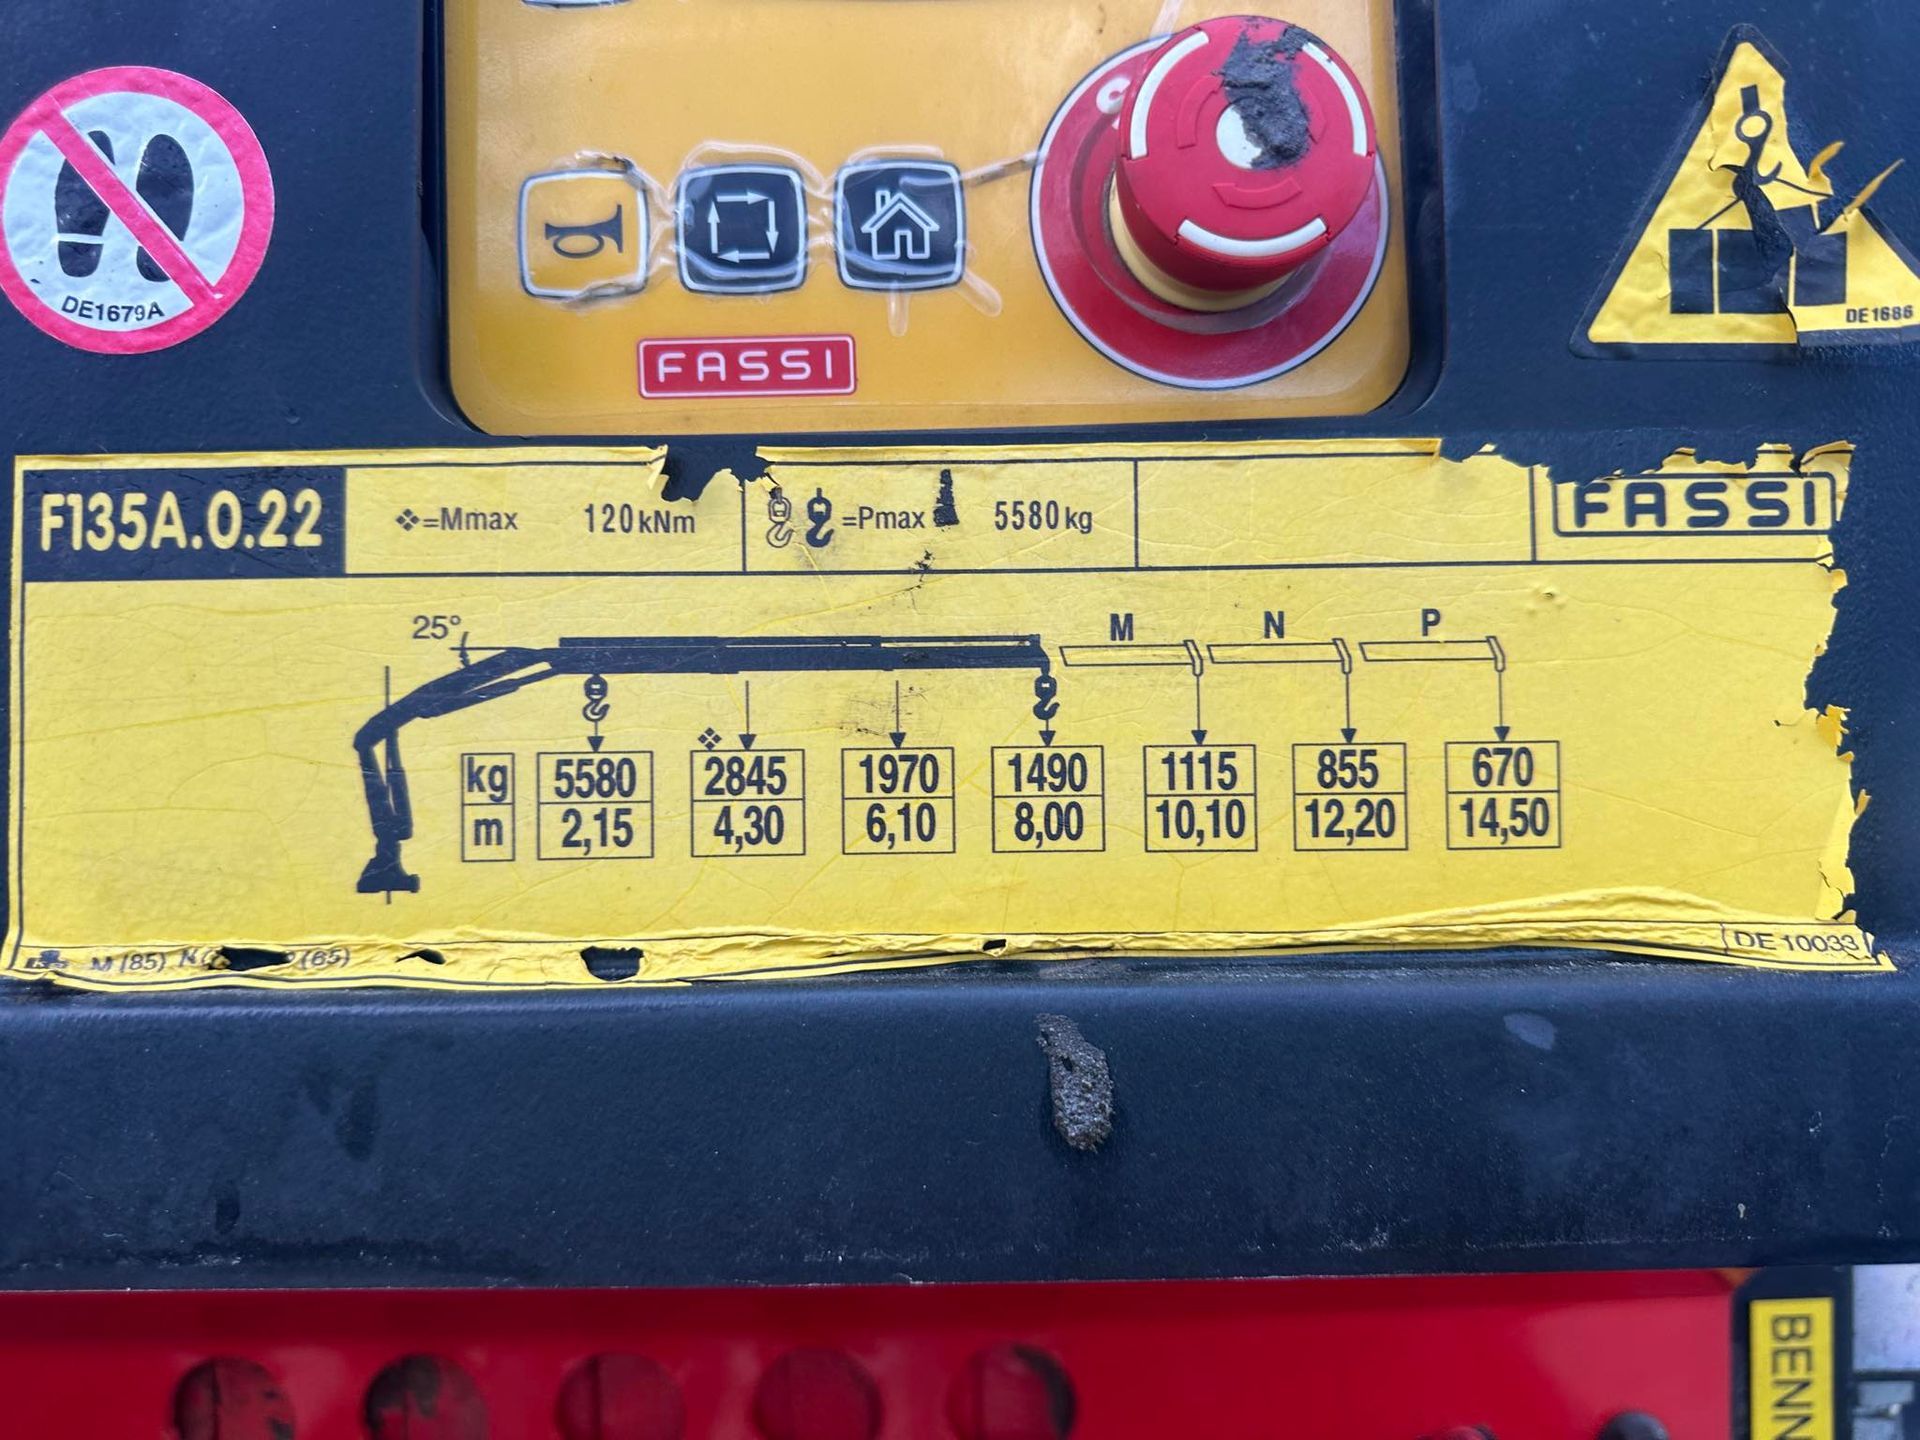 DE1679A
FASSI
DE1686
F135A.0.22
❖=Mmax 120kNm
=Pmax 5580kg
FASSI
25°
M N P
kg 5580 2845 1970 1490 1115 855 670
m 2,15 4,30 6,10 8,00 10,10 12,20 14,50
M (85) N (65)
DE 10033
BENN